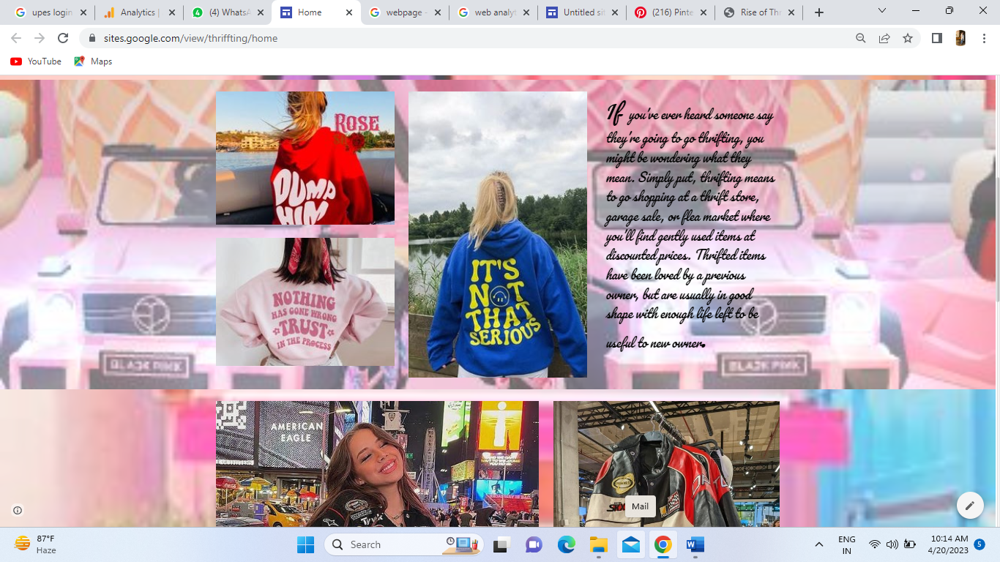 upes login
Analytics |
(4) WhatsA
Home
webpage -
web analyt
Untitled sit
(216) Pinte
Rise of Thr
sites.google.com/view/thriffting/home
YouTube
Maps
ROSE
DUMP
HIM
NOTHING
HAS GONE WRONG
TRUST
IN THE PROCESS
IT'S
NOT
THAT
SERIOUS
If you've ever heard someone say
they're going to go thrifting, you
might be wondering what they
mean. Simply put, thrifting means
to go shopping at a thrift store,
garage sale, or flea market where
you'll find gently used items at
discounted prices. Thrifted items
have been loved by a previous
owner, but are usually in good
shape with enough life left to be
useful to new owner.
BLACK PINK
BLACK PINK
AMERICAN
EAGLE
Mail
87°F
Haze
Search
ENG
IN
10:14 AM
4/20/2023
5